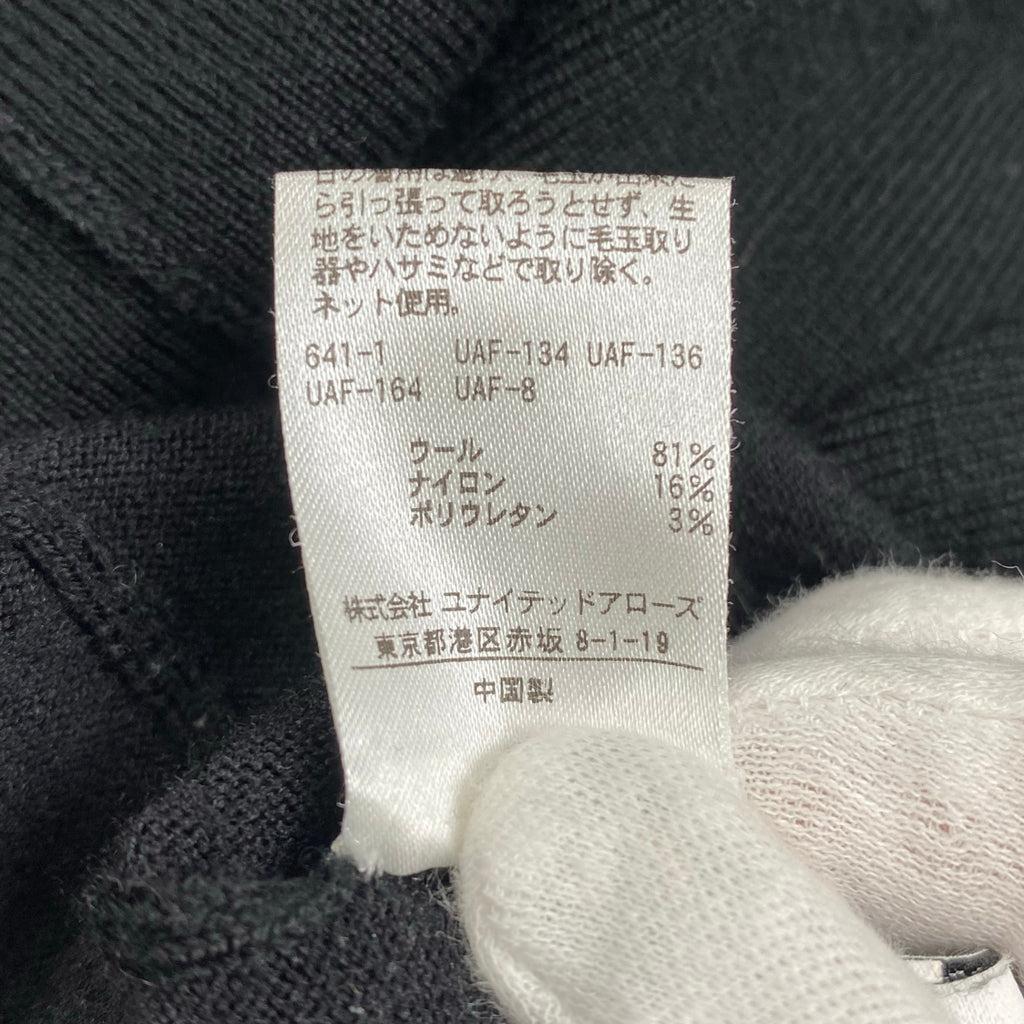 ら引っ張って取ろうとせず、生
地をいためないように毛玉取り
器やハサミなどで取り除く。
ネット使用。
641-1 UAF-134 UAF-136
UAF-164 UAF-8
ウール 81%
ナイロン 16%
ポリウレタン 3%
株式会社 ユナイテッドアローズ
東京都港区赤坂 8-1-19
中国製